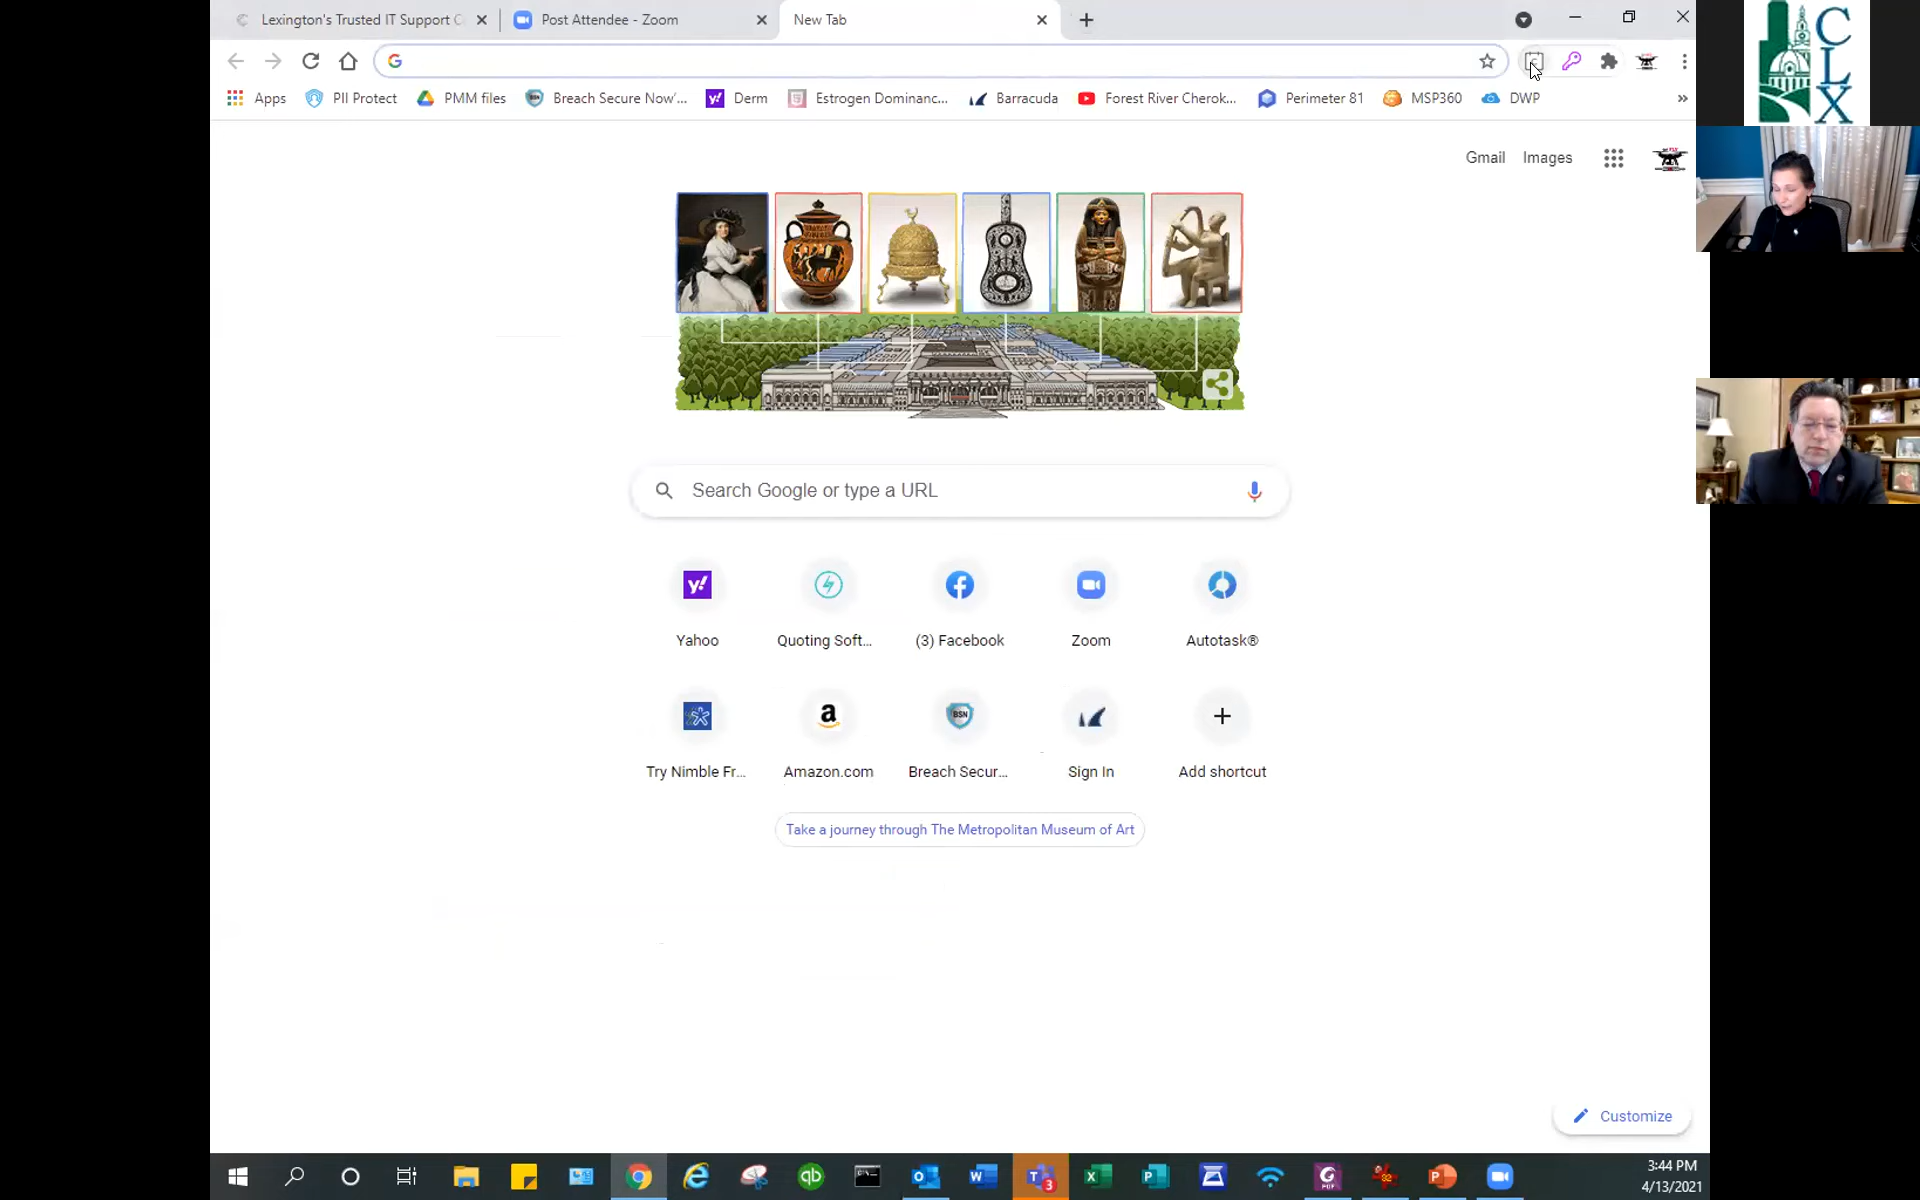 Lexington's Trusted IT Support C
Post Attendee - Zoom
New Tab
Apps
PII Protect
PMM files
Breach Secure Now'...
Derm
Estrogen Dominanc...
Barracuda
Forest River Cherok...
Perimeter 81
MSP360
DWP
»
CLX
Gmail
Images
Search Google or type a URL
Yahoo
Quoting Soft...
(3) Facebook
Zoom
Autotask®
BSN
Try Nimble Fr...
Amazon.com
Breach Secur...
Sign In
Add shortcut
Take a journey through The Metropolitan Museum of Art
Customize
3:44 PM
4/13/2021